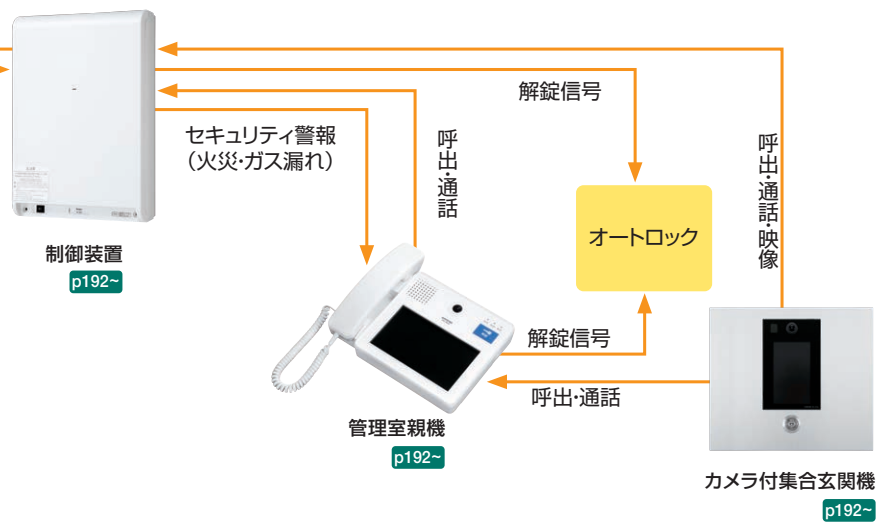 解錠信号
セキュリティ警報
（火災・ガス漏れ）
呼出・通話
呼出・通話・映像
オートロック
制御装置
p192~
解錠信号
呼出・通話
管理室親機
p192~
カメラ付集合玄関機
p192~